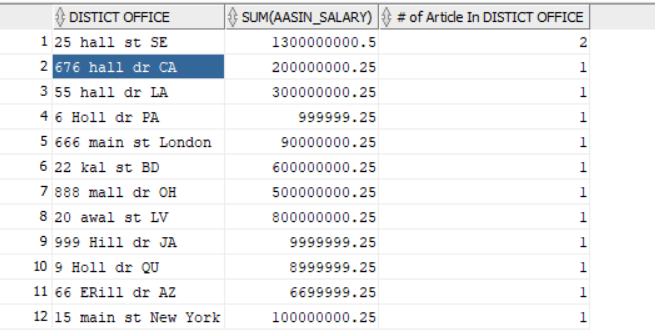 DISTICT OFFICE SUM(AASIN_SALARY) # of Article In DISTICT OFFICE
1 25 hall st SE 1300000000.5 2
2 676 hall dr CA 200000000.25 1
3 55 hall dr LA 300000000.25 1
4 6 Holl dr PA 999999.25 1
5 666 main st London 90000000.25 1
6 22 kal st BD 600000000.25 1
7 888 mall dr OH 500000000.25 1
8 20 awal st LV 800000000.25 1
9 999 Hill dr JA 9999999.25 1
10 9 Holl dr QU 8999999.25 1
11 66 ERill dr AZ 6699999.25 1
12 15 main st New York 100000000.25 1